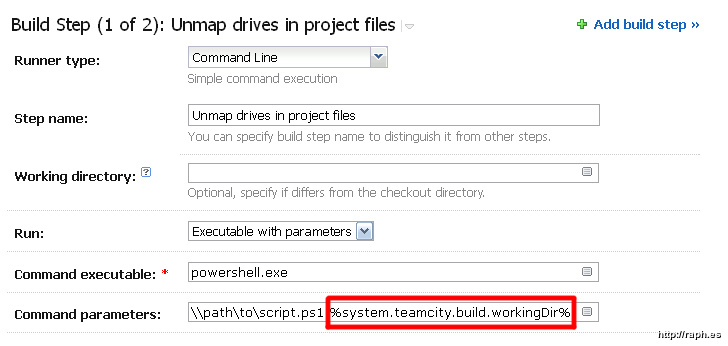 Build Step (1 of 2): Unmap drives in project files
Add build step »
Runner type:
Command Line
Simple command execution
Step name:
Unmap drives in project files
You can specify build step name to distinguish it from other steps.
Working directory: ?
Optional, specify if differs from the checkout directory.
Run:
Executable with parameters
Command executable: *
powershell.exe
Command parameters:
\\path\to\script.ps1 %system.teamcity.build.workingDir%
http://raph.es